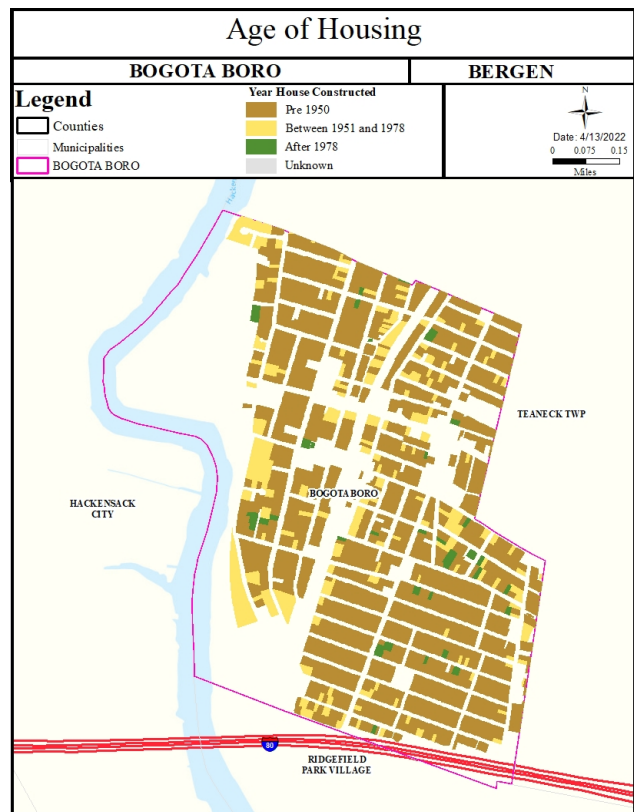 Age of Housing
BOGOTA BORO
BERGEN
Legend
Counties
Municipalities
BOGOTA BORO
Year House Constructed
Pre 1950
Between 1951 and 1978
After 1978
Unknown
N
Date: 4/13/2022
0 0.075 0.15
Miles
TEANECK TWP
HACKENSACK
CITY
BOGOTA BORO
80
RIDGEFIELD
PARK VILLAGE